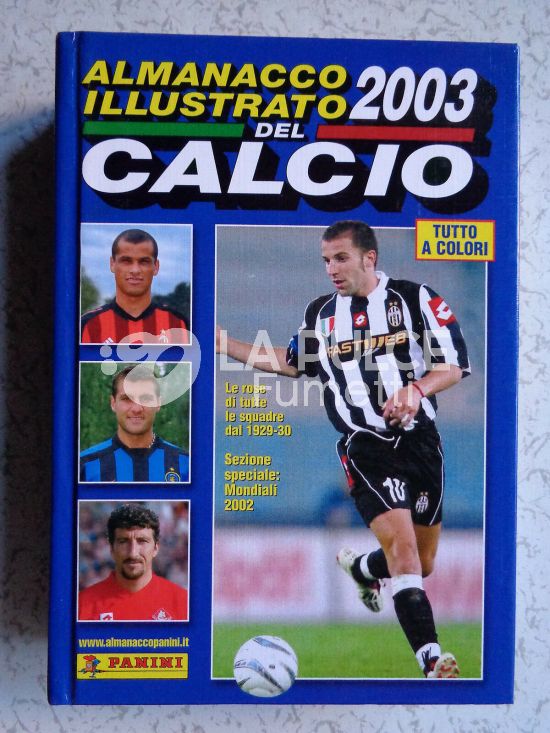 ALMANACCO
ILLUSTRATO
2003
DEL
CALCIO
TUTTO
A COLORI
FASTWEB
LA PULCE
Fumetti
Le rose
di tutte
le squadre
dal 1929-30
Sezione
speciale:
Mondiali
2002
10
www.almanaccopanini.it
PANINI